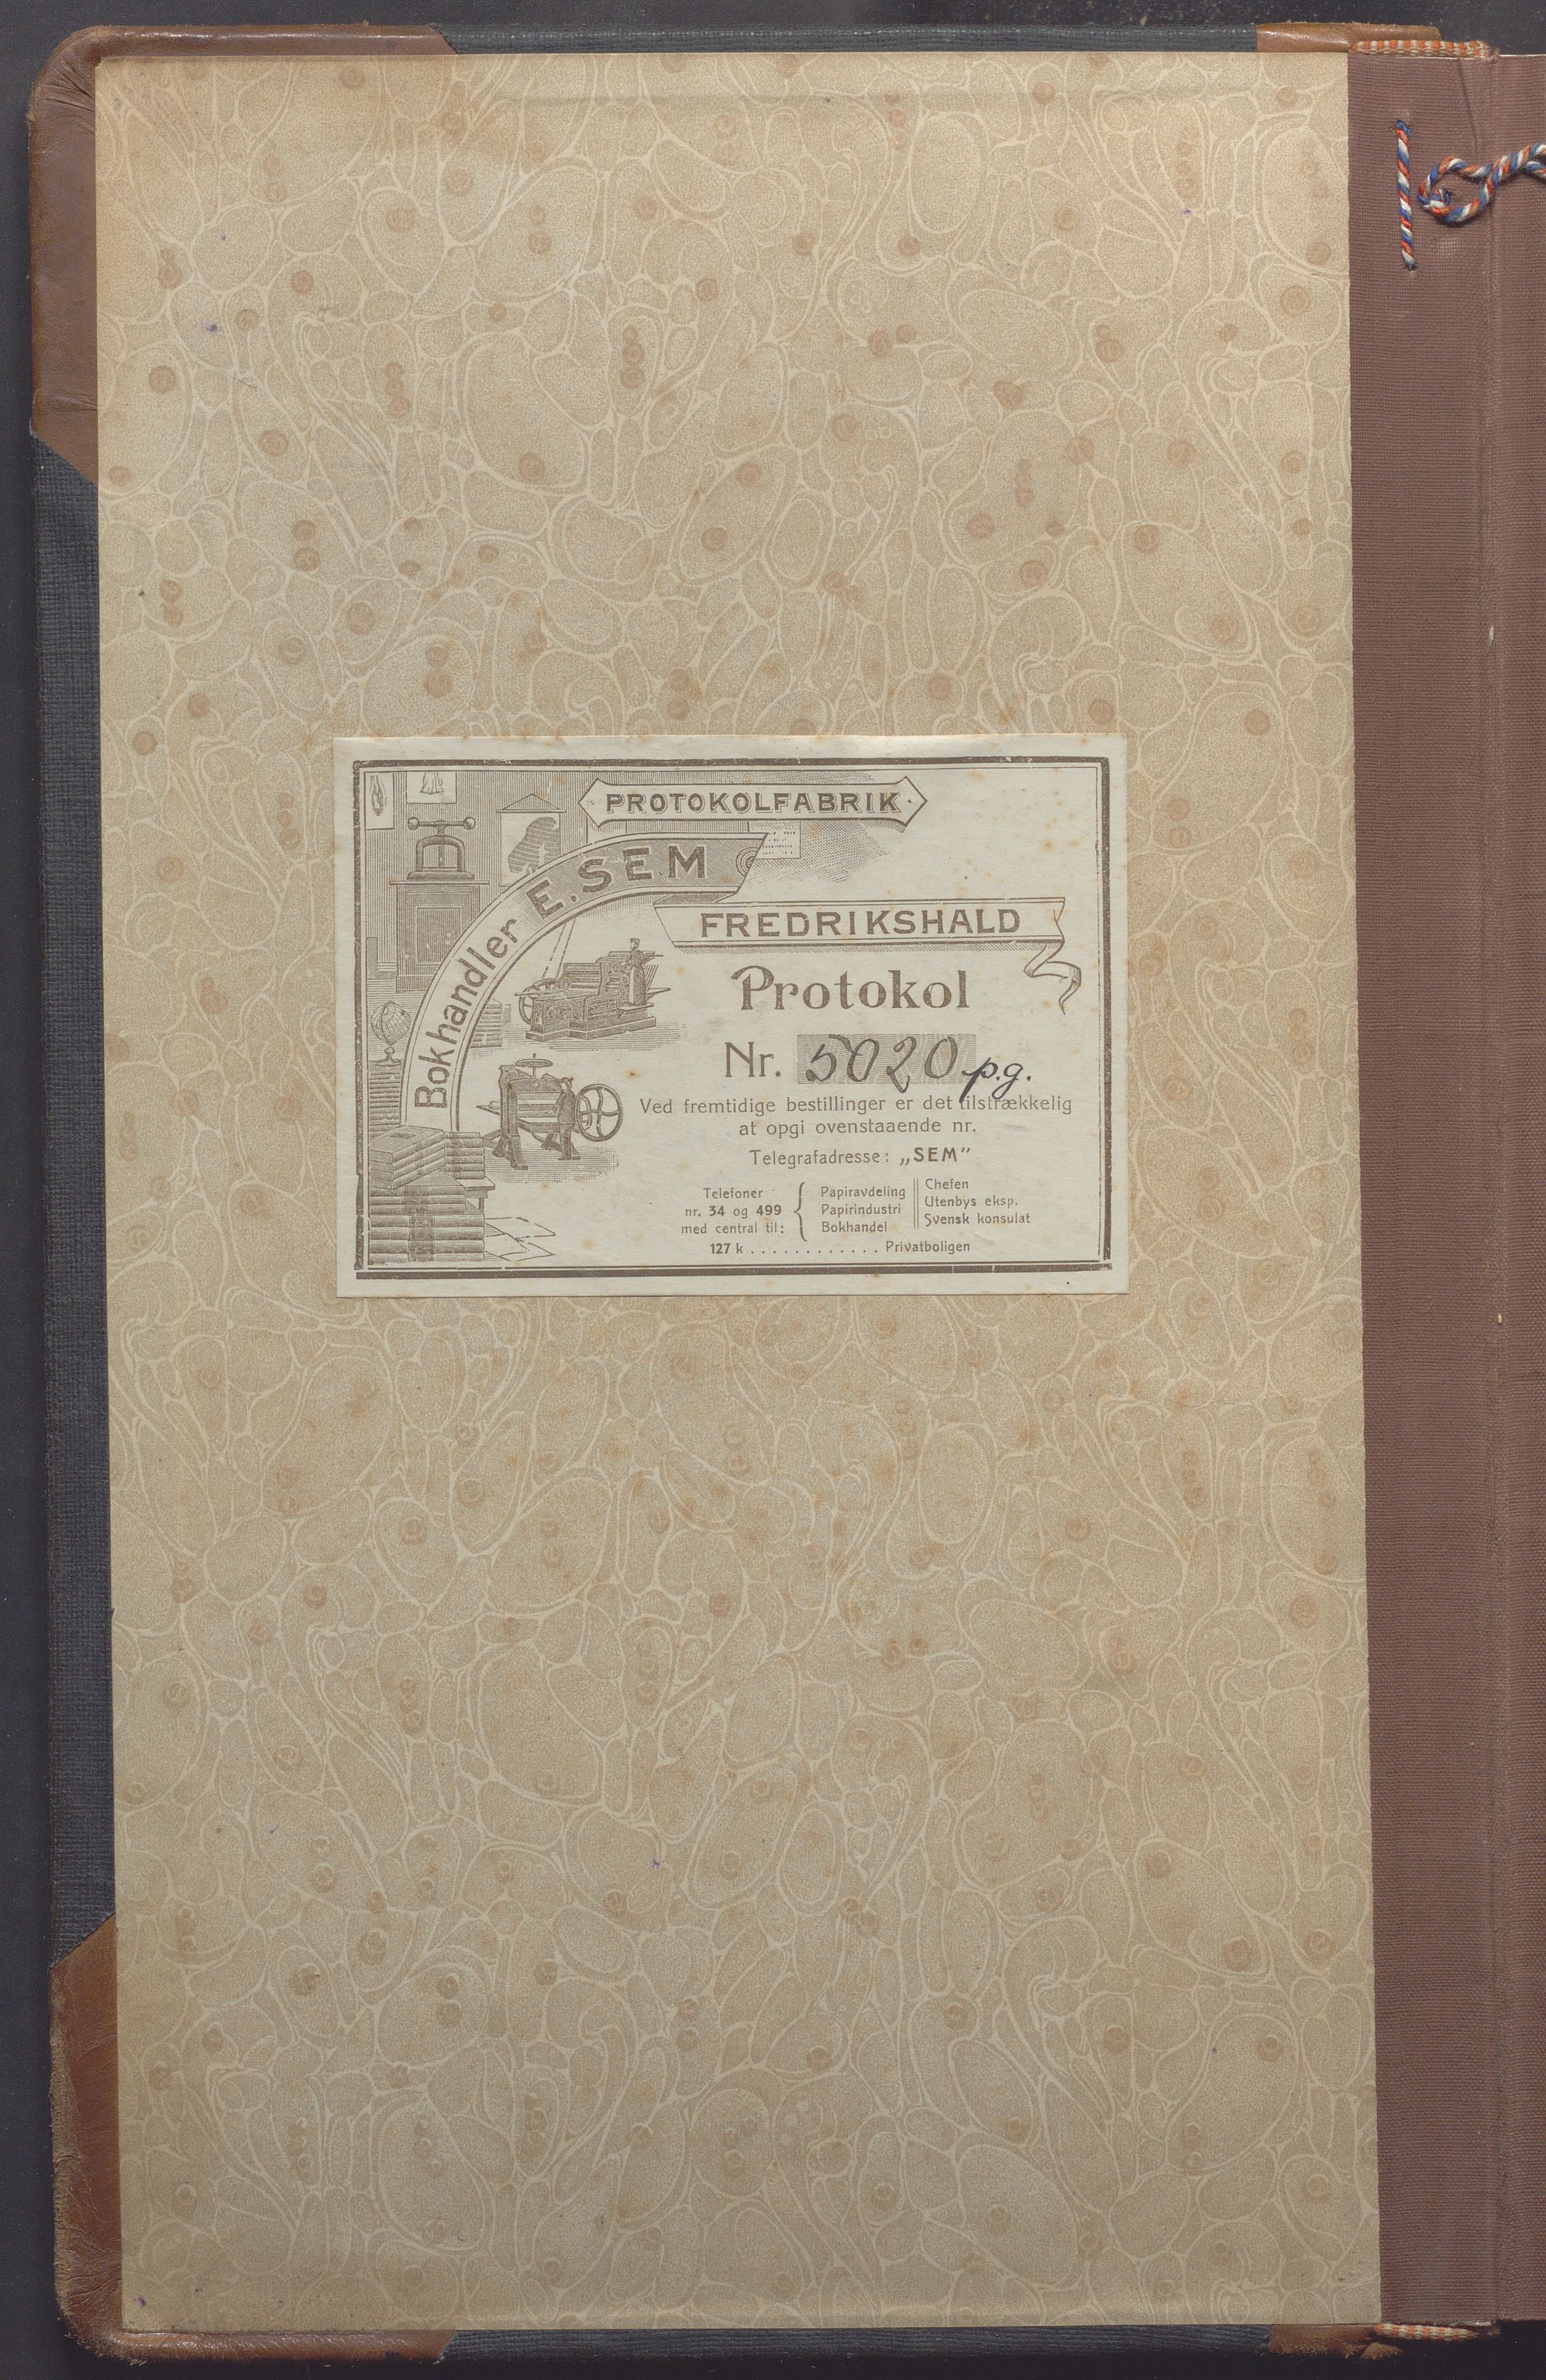 PROTOKOLFABRIK
Bokhandler E. SEM
FREDRIKSHALD
Protokol
Nr. 5020 p.g.
Ved fremtidige bestillinger er det tilstrækkelig
at opgi ovenstaaende nr.
Telegrafadresse: „SEM”
Telefoner
nr. 34 og 499
med central til:
Papiravdeling
Papirindustri
Bokhandel
Chefen
Utenbys eksp.
Svensk konsulat
127 k . . . . . . . . . . . . Privatboligen